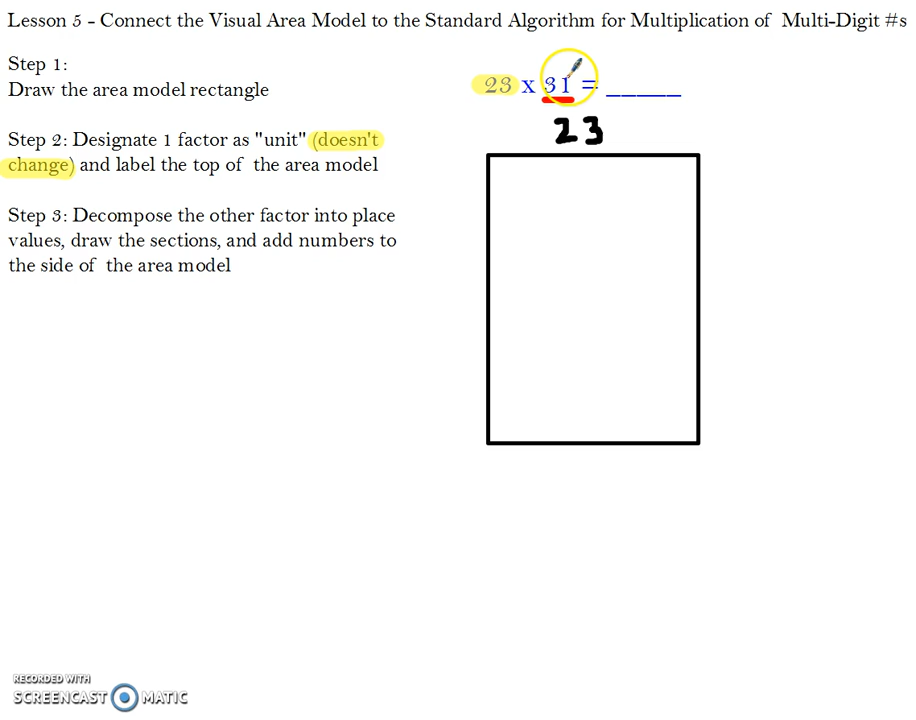 Lesson 5 - Connect the Visual Area Model to the Standard Algorithm for Multiplication of Multi-Digit #s
Step 1:
Draw the area model rectangle
23 x 31 = _____
23
Step 2: Designate 1 factor as "unit" (doesn't
change) and label the top of the area model
Step 3: Decompose the other factor into place
values, draw the sections, and add numbers to
the side of the area model
RECORDED WITH
SCREENCAST MATIC